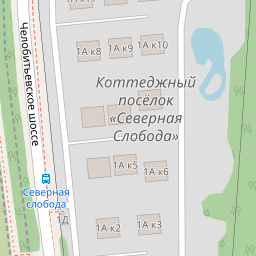 1А к8
1А к9
1А к10
Челобитьевское шоссе
Коттеджный
посёлок
«Северная
Слобода»
1А к5
1А к6
Северная
слобода
1Д
1А к2
1А к3